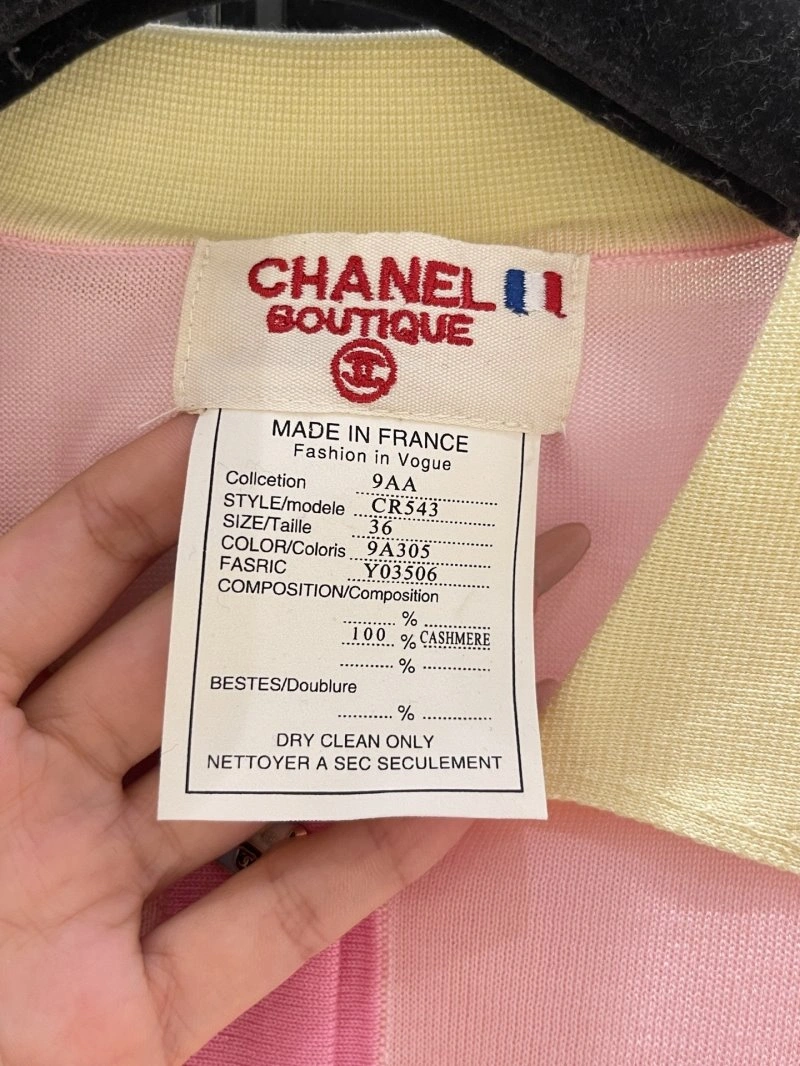 CHANEL
BOUTIQUE
MADE IN FRANCE
Fashion in Vogue
Collcetion 9AA
STYLE/modele CR543
SIZE/Taille 36
COLOR/Coloris 9A305
FASRIC Y03506
COMPOSITION/Composition
%
100 % CASHMERE
%
BESTES/Doublure
%
DRY CLEAN ONLY
NETTOYER A SEC SECULEMENT